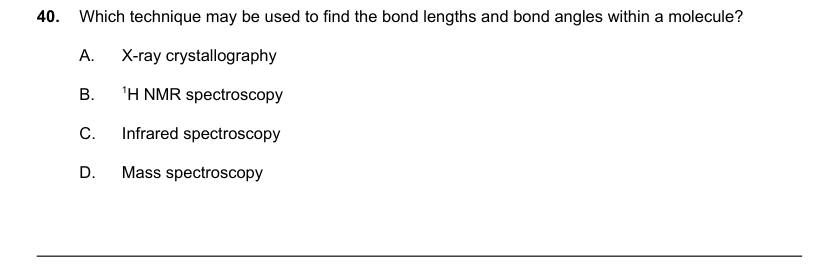 40. Which technique may be used to find the bond lengths and bond angles within a molecule?
A. X-ray crystallography
B. ¹H NMR spectroscopy
C. Infrared spectroscopy
D. Mass spectroscopy